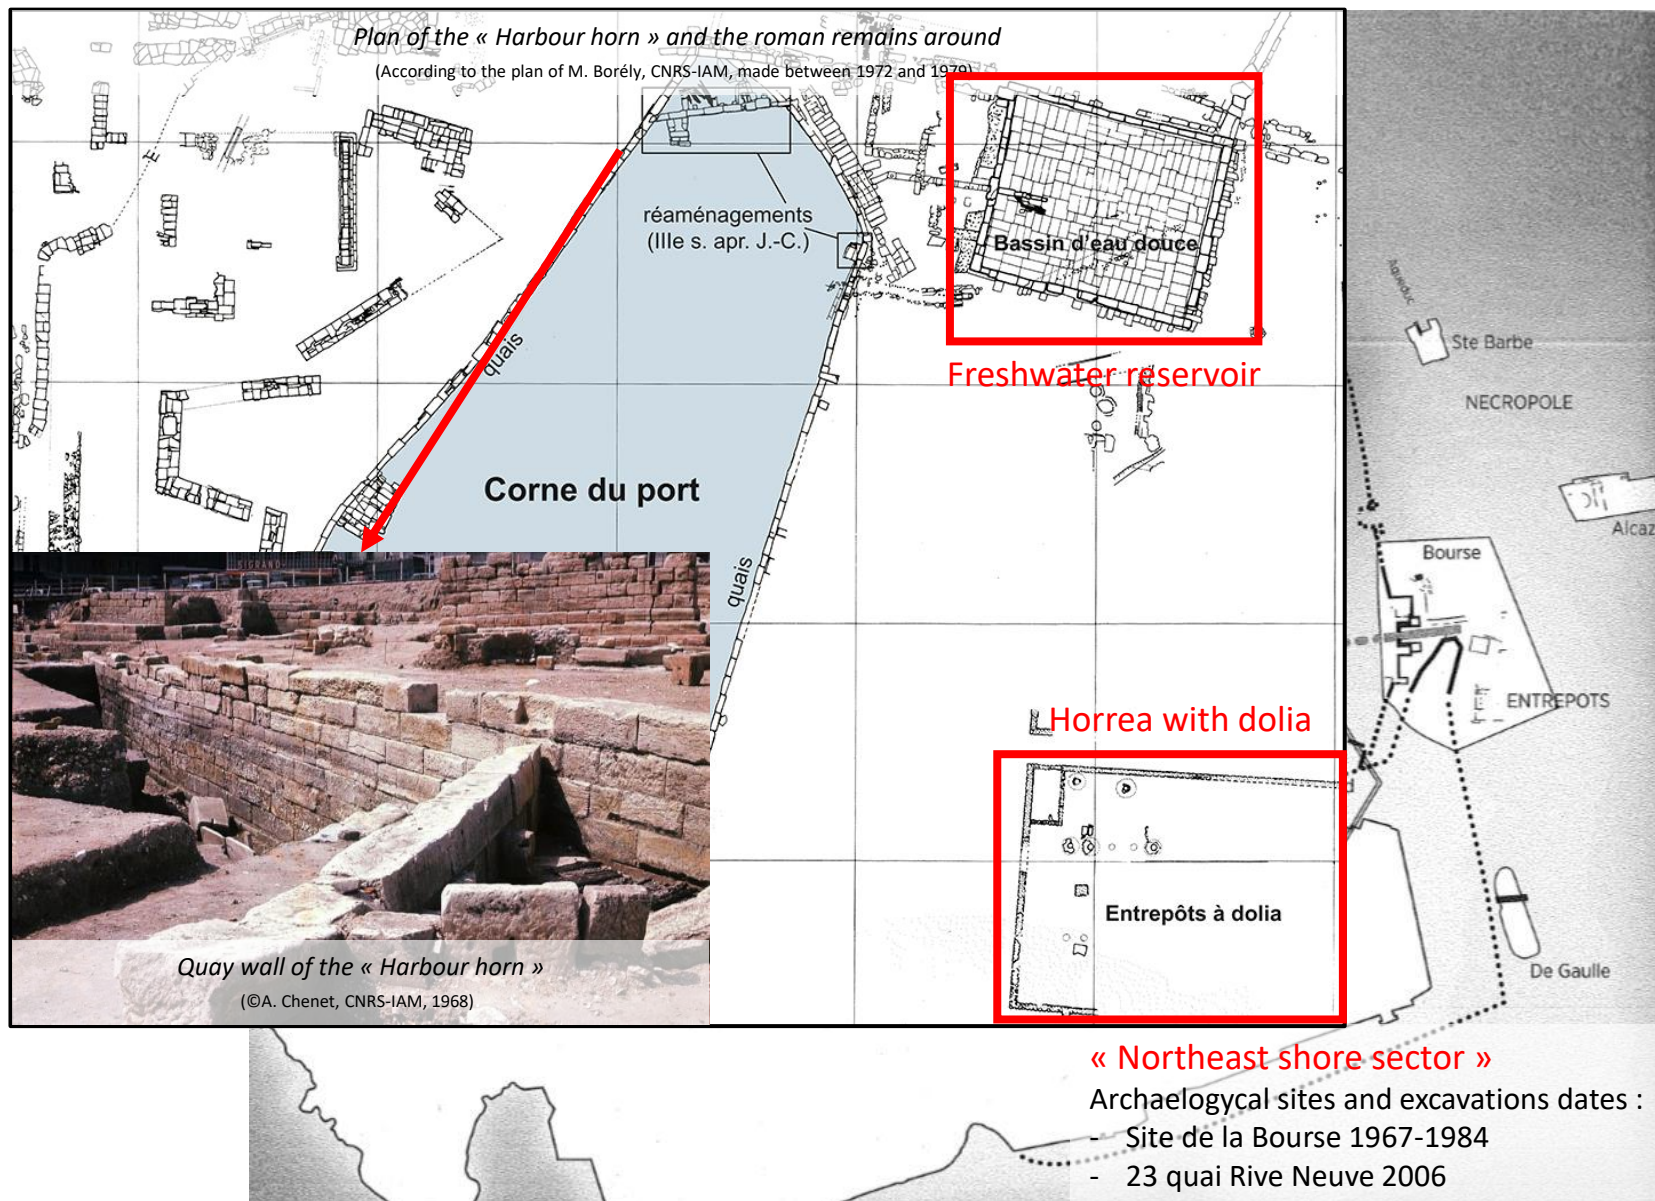 Plan of the « Harbour horn » and the roman remains around
(According to the plan of M. Borély, CNRS-IAM, made between 1972 and 1979)
E
E
réaménagements
(IIIe s. apr. J.-C.)
Bassin d'eau douce
Freshwater reservoir
quais
Corne du port
quais
Aqueduc
Ste Barbe
NECROPOLE
Alcaz
Bourse
ENTREPOTS
Horrea with dolia
Entrepôts à dolia
De Gaulle
SIGRAND
Quay wall of the « Harbour horn »
(©A. Chenet, CNRS-IAM, 1968)
« Northeast shore sector »
Archaelogycal sites and excavations dates :
- Site de la Bourse 1967-1984
- 23 quai Rive Neuve 2006